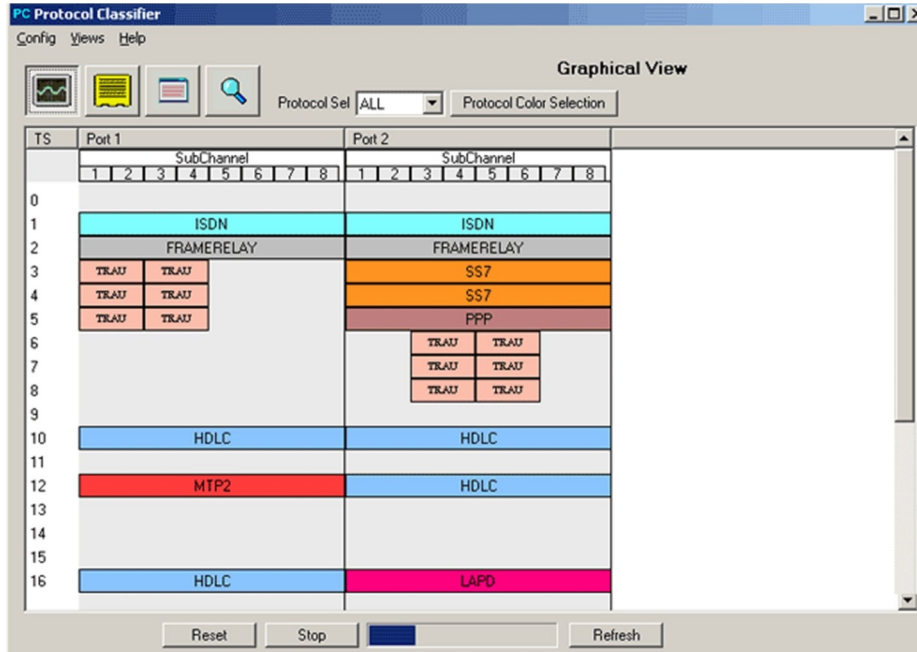 PC Protocol Classifier
Config Views Help
Graphical View
Protocol Sel ALL Protocol Color Selection
TS Port 1 Port 2
SubChannel SubChannel
1 2 3 4 5 6 7 8 1 2 3 4 5 6 7 8
0
1 ISDN ISDN
2 FRAMERELAY FRAMERELAY
3 TRAU TRAU SS7
4 TRAU TRAU SS7
5 TRAU TRAU PPP
6 TRAU TRAU
7 TRAU TRAU
8 TRAU TRAU
9
10 HDLC HDLC
11
12 MTP2 HDLC
13
14
15
16 HDLC LAPD
Reset Stop Refresh